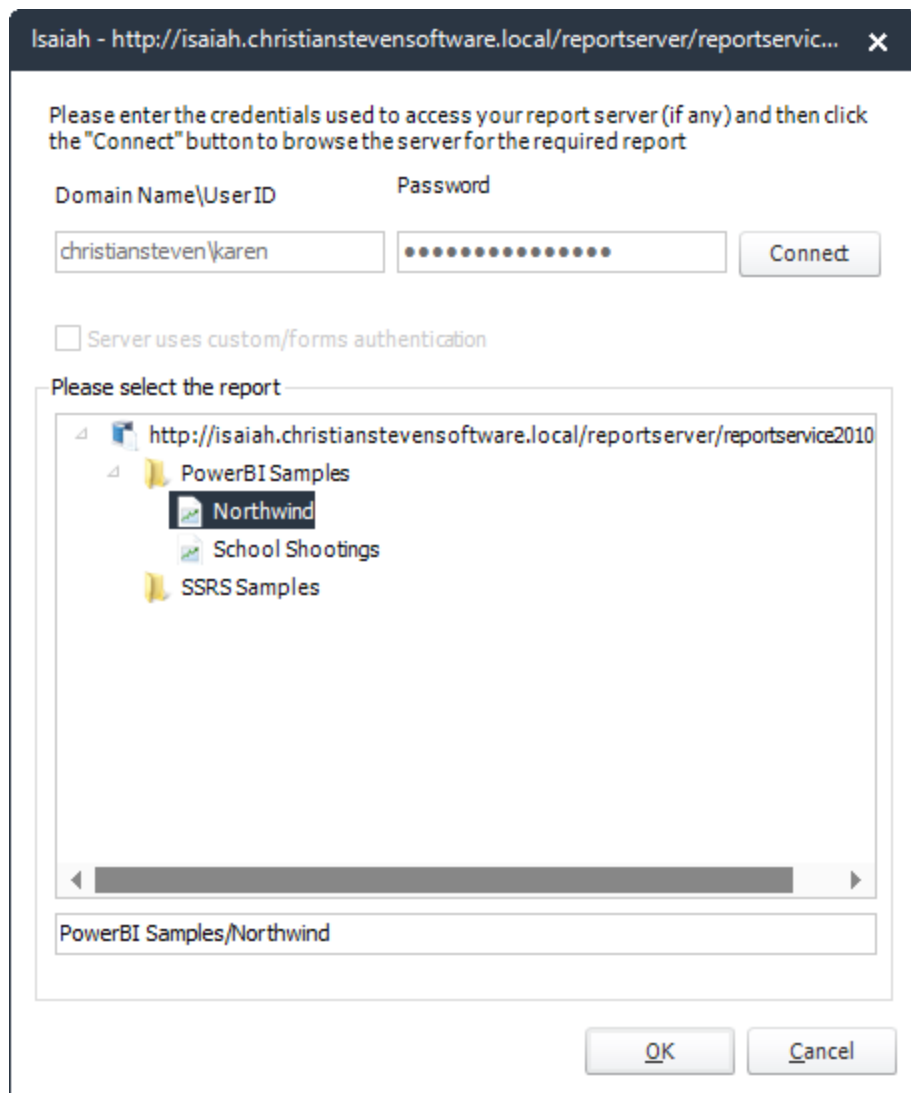 Isaiah - http://isaiah.christianstevensoftware.local/reportserver/reportservic...
Please enter the credentials used to access your report server (if any) and then click
the "Connect" button to browse the server for the required report
Domain Name\UserID
Password
christiansteven\karen
●●●●●●●●●●●●●●●
Connect
Server uses custom/forms authentication
Please select the report
http://isaiah.christianstevensoftware.local/reportserver/reportservice2010
PowerBI Samples
Northwind
School Shootings
SSRS Samples
PowerBI Samples/Northwind
OK
Cancel